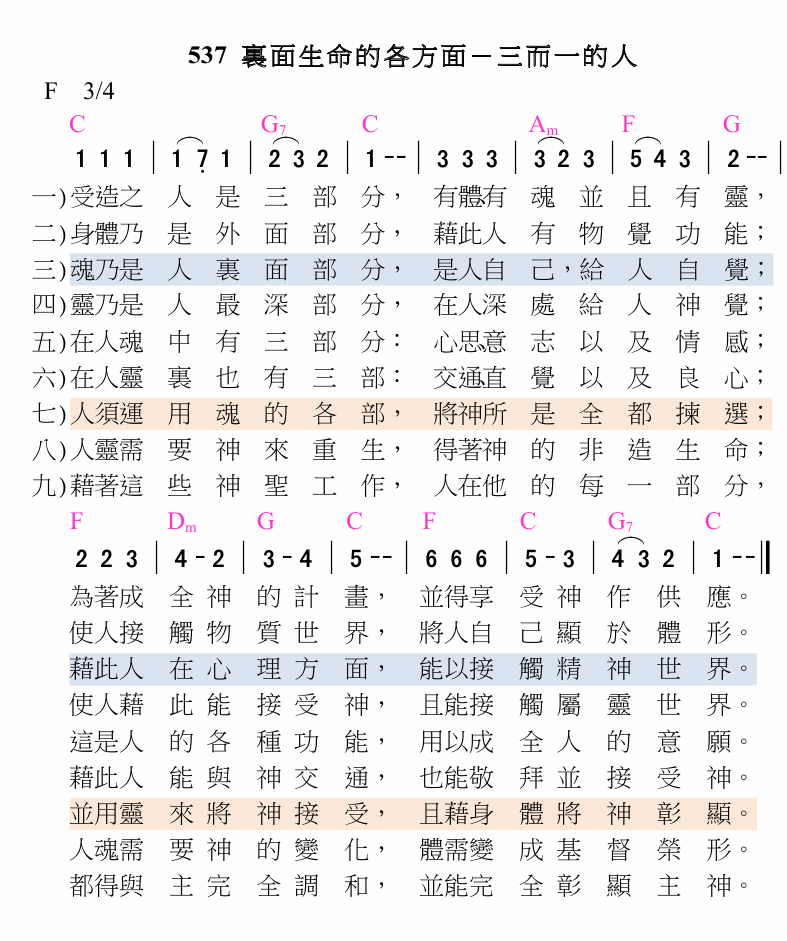 537 裏面生命的各方面－三而一的人
F 3/4
C G7 C Am F G
1 1 1 | 1 7̣ 1 | 2 3 2 | 1 - - | 3 3 3 | 3 2 3 | 5 4 3 | 2 - - |
一)受造之人是三部分，有體、有魂並且有靈，
二)身體乃是外面部分，藉此人有物覺功能；
三)魂乃是人裏面部分，是人自己，給人自覺；
四)靈乃是人最深部分，在人深處給人神覺；
五)在人魂中有三部分：心思、意志以及情感；
六)在人靈裏也有三部：交通、直覺以及良心；
七)人須運用魂的各部，將神所是全都揀選；
八)人靈需要神來重生，得著神的非造生命；
九)藉著這些神聖工作，人在他的每一部分，
F Dm G C F C G7 C
2 2 3 | 4 - 2 | 3 - 4 | 5 - - | 6 6 6 | 5 - 3 | 4 3 2 | 1 - - ‖
為著成全神的計畫，並得享受神作供應。
使人接觸物質世界，將人自己顯於體形。
藉此人在心理方面，能以接觸精神世界。
使人藉此能接受神，且能接觸屬靈世界。
這是人的各種功能，用以成全人的意願。
藉此人能與神交通，也能敬拜並接受神。
並用靈來將神接受，且藉身體將神彰顯。
人魂需要神的變化，體需變成基督榮形。
都得與主完全調和，並能完全彰顯主神。